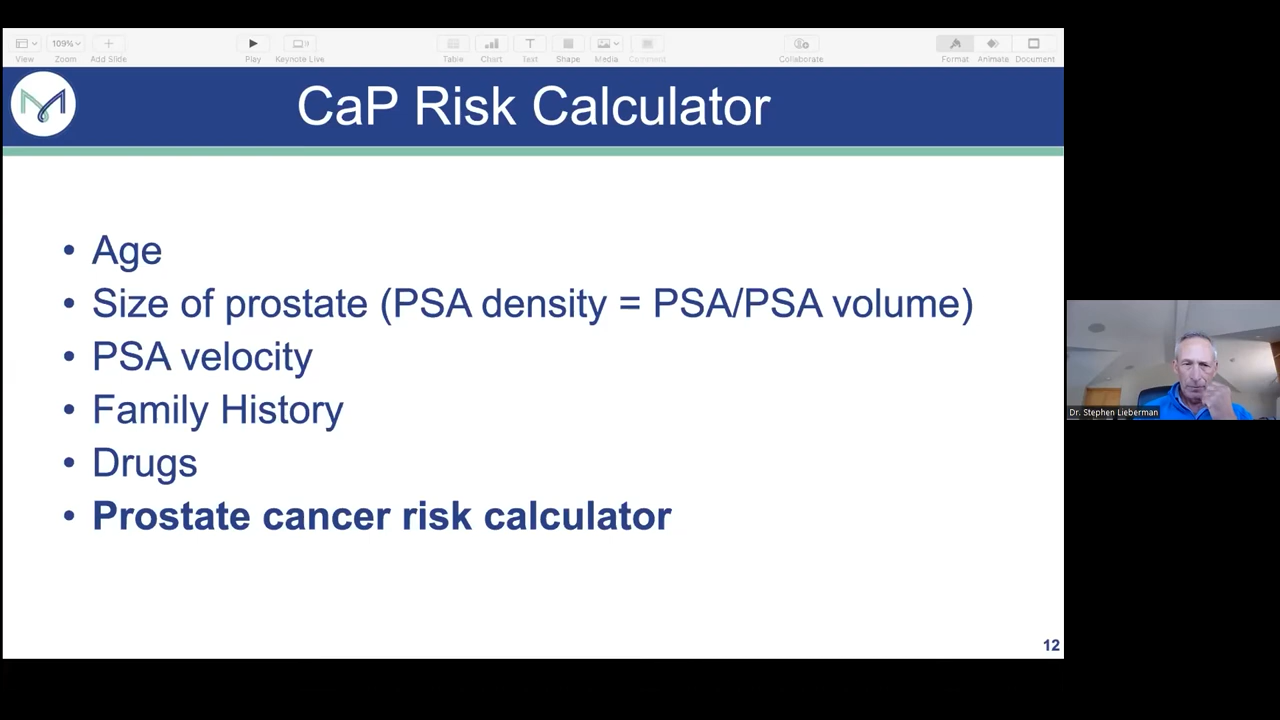 109%
View
Zoom
Add Slide
Play
Keynote Live
Table
Chart
Text
Shape
Media
Comment
Collaborate
Format
Animate
Document
CaP Risk Calculator
• Age
• Size of prostate (PSA density = PSA/PSA volume)
• PSA velocity
• Family History
• Drugs
• Prostate cancer risk calculator
12
Dr. Stephen Lieberman